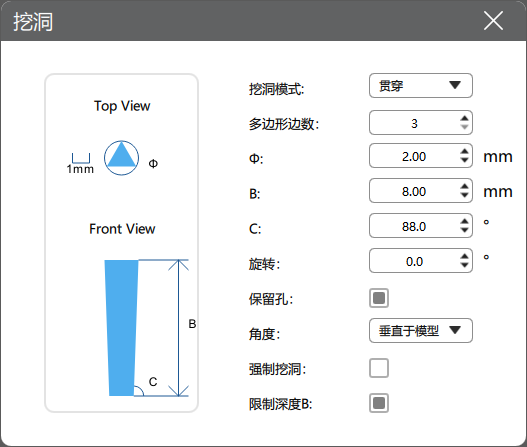 挖洞
Top View
1mm
Φ
Front View
B
C
挖洞模式: 贯穿
多边形边数: 3
Φ: 2.00 mm
B: 8.00 mm
C: 88.0 °
旋转: 0.0 °
保留孔:
角度: 垂直于模型
强制挖洞:
限制深度B: